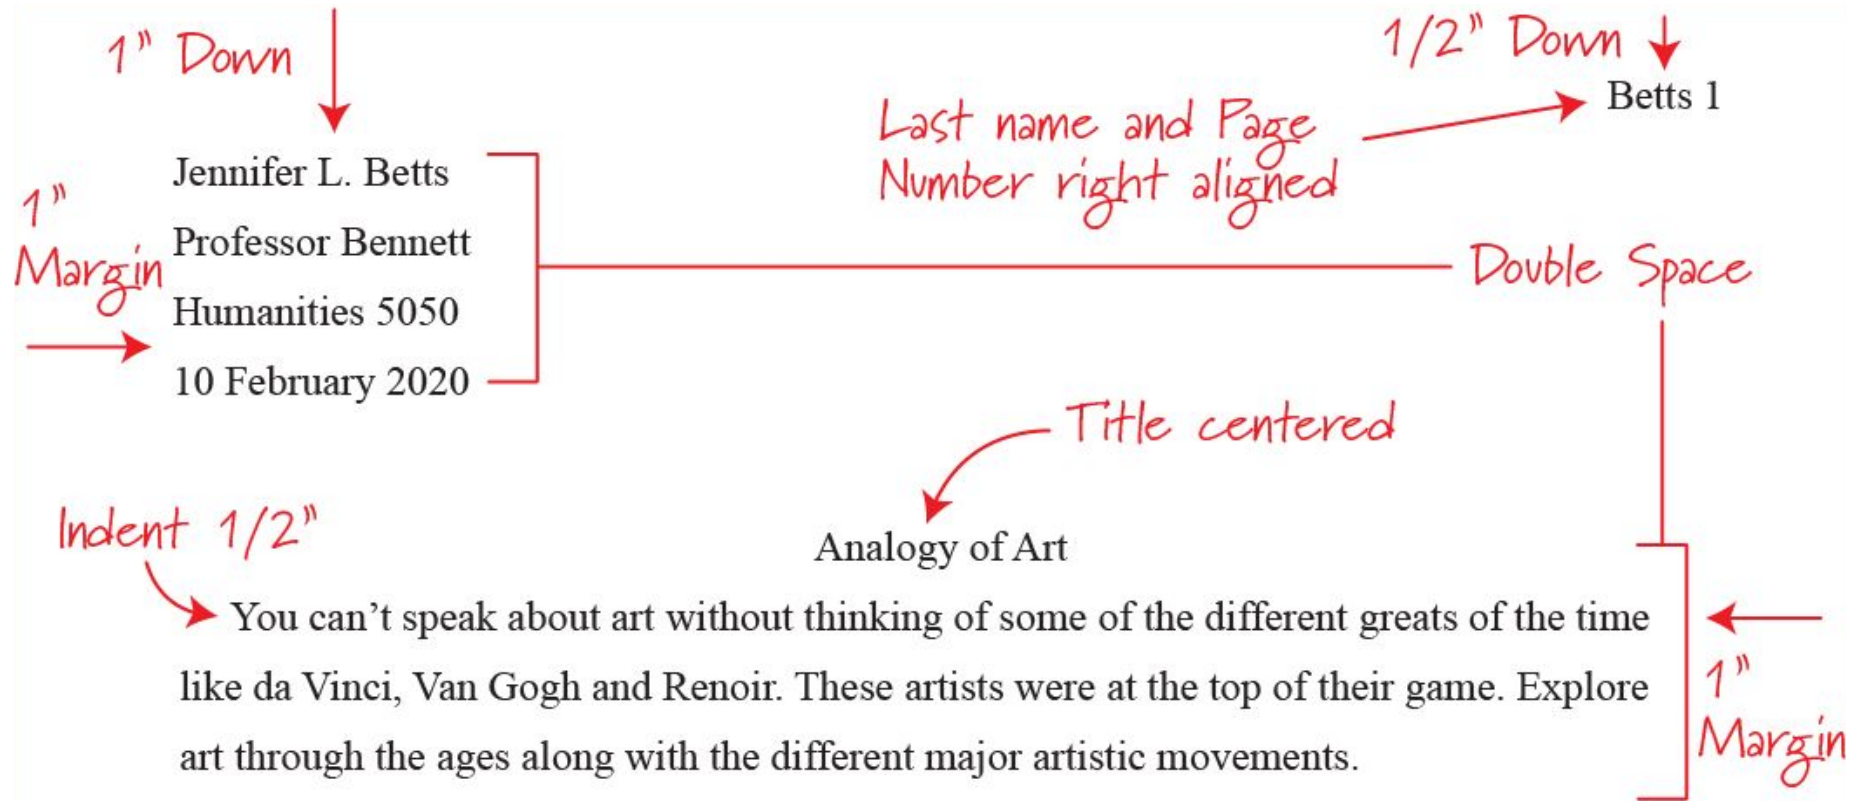 1" Down
1/2" Down
Betts 1
Last name and Page
Number right aligned
Jennifer L. Betts
1"
Margin
Professor Bennett
Double Space
Humanities 5050
10 February 2020
Title centered
Indent 1/2"
Analogy of Art
You can’t speak about art without thinking of some of the different greats of the time
like da Vinci, Van Gogh and Renoir. These artists were at the top of their game. Explore
art through the ages along with the different major artistic movements.
1"
Margin